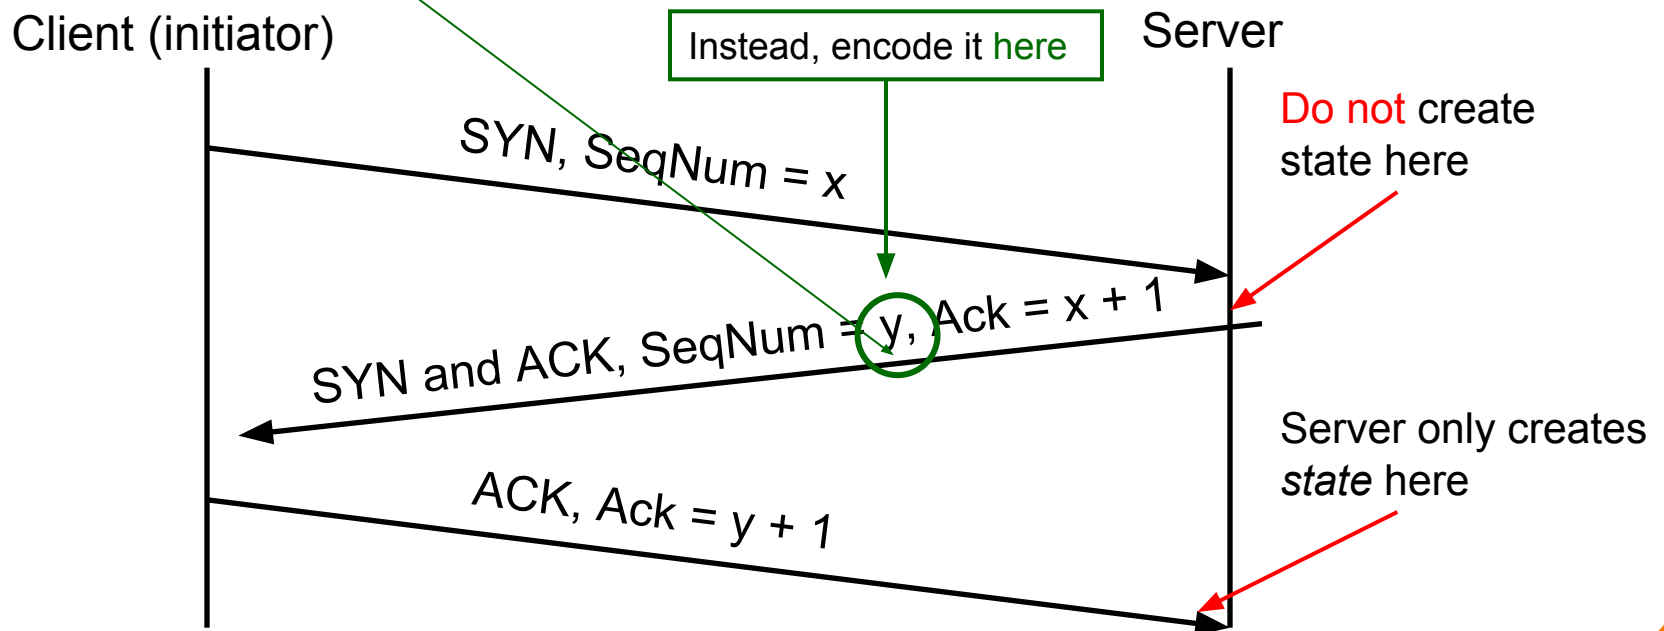 Client (initiator)
Instead, encode it here
Server
Do not create
state here
SYN, SeqNum = x
SYN and ACK, SeqNum = y, Ack = x + 1
Server only creates
state here
ACK, Ack = y + 1